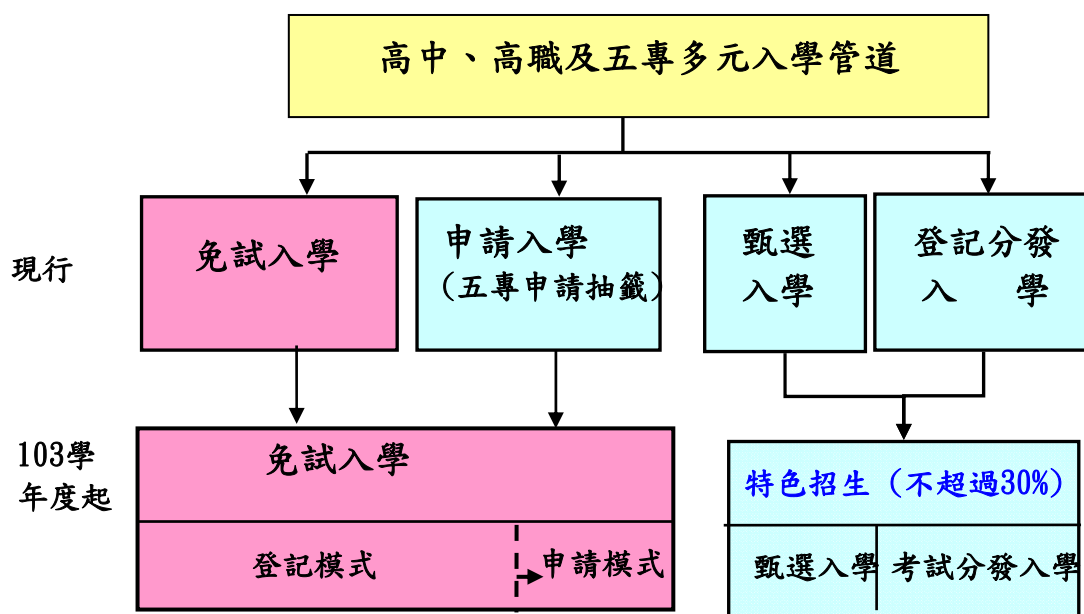 高中、高職及五專多元入學管道
現行
免試入學
申請入學
（五專申請抽籤）
甄選
入學
登記分發
入 學
103學
年度起
免試入學
登記模式
申請模式
特色招生（不超過30%）
甄選入學
考試分發入學